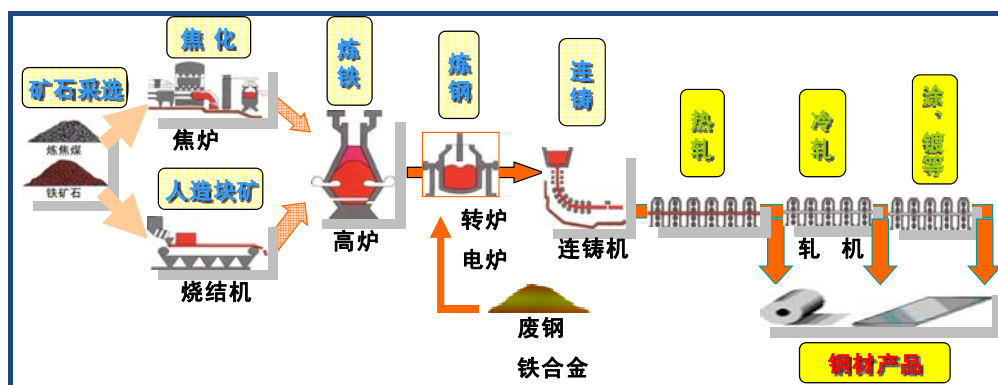 矿石采选
炼焦煤
铁矿石
焦 化
焦炉
人造块矿
烧结机
炼铁
高炉
炼钢
转炉
电炉
废钢
铁合金
连铸
连铸机
热轧
冷轧
轧 机
涂、镀等
钢材产品